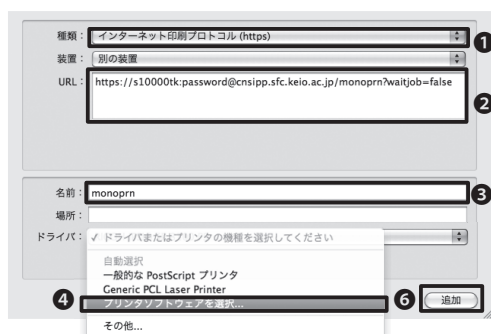 種類： インターネット印刷プロトコル (https) ❶
装置： 別の装置
URL： https://s10000tk:password@cnsipp.sfc.keio.ac.jp/monoprn?waitjob=false ❷
名前： monoprn ❸
場所：
ドライバ： ✓ ドライバまたはプリンタの機種を選択してください
自動選択
一般的な PostScript プリンタ
Generic PCL Laser Printer
❹ プリンタソフトウェアを選択... ❻ 追加
その他...